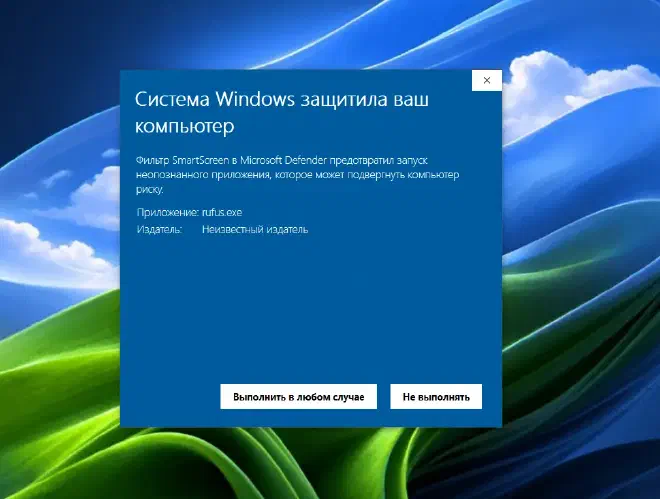 Система Windows защитила ваш
компьютер
Фильтр SmartScreen в Microsoft Defender предотвратил запуск
неопознанного приложения, которое может подвергнуть компьютер
риску.
Приложение: rufus.exe
Издатель: Неизвестный издатель
Выполнить в любом случае Не выполнять